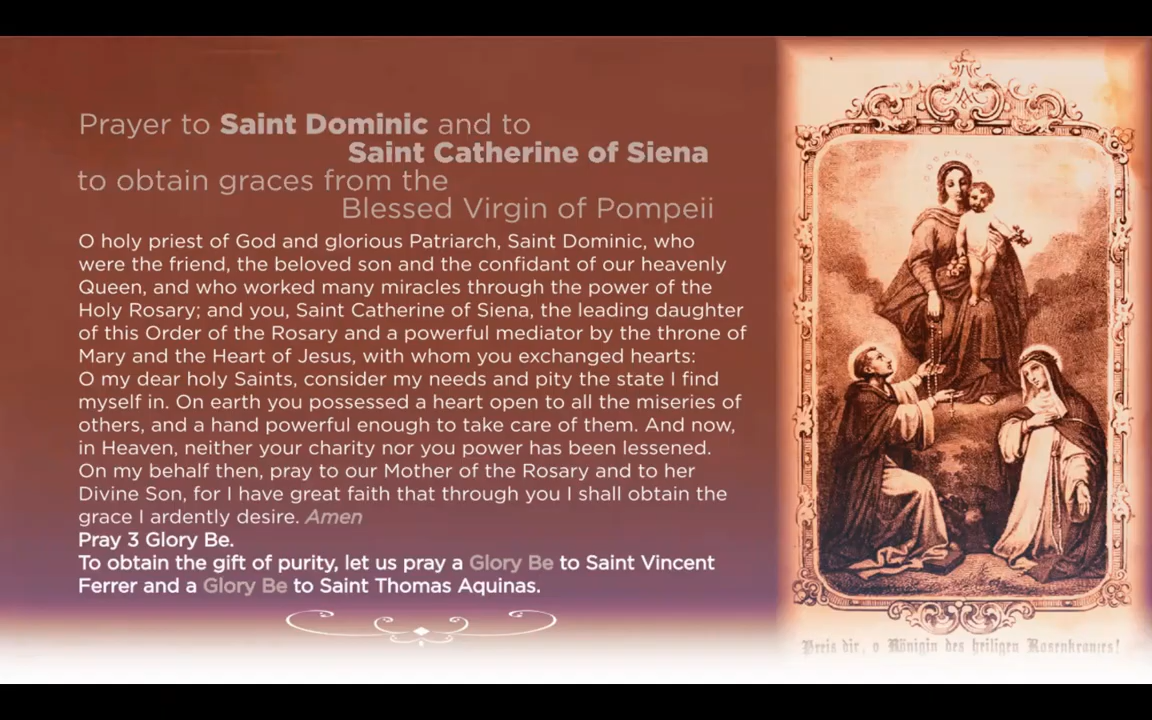 Prayer to Saint Dominic and to
Saint Catherine of Siena
to obtain graces from the
Blessed Virgin of Pompeii
O holy priest of God and glorious Patriarch, Saint Dominic, who
were the friend, the beloved son and the confidant of our heavenly
Queen, and who worked many miracles through the power of the
Holy Rosary; and you, Saint Catherine of Siena, the leading daughter
of this Order of the Rosary and a powerful mediator by the throne of
Mary and the Heart of Jesus, with whom you exchanged hearts:
O my dear holy Saints, consider my needs and pity the state I find
myself in. On earth you possessed a heart open to all the miseries of
others, and a hand powerful enough to take care of them. And now,
in Heaven, neither your charity nor you power has been lessened.
On my behalf then, pray to our Mother of the Rosary and to her
Divine Son, for I have great faith that through you I shall obtain the
grace I ardently desire. Amen
Pray 3 Glory Be.
To obtain the gift of purity, let us pray a Glory Be to Saint Vincent
Ferrer and a Glory Be to Saint Thomas Aquinas.
Preis dir, o Königin des heiligen Rosenkranzes!